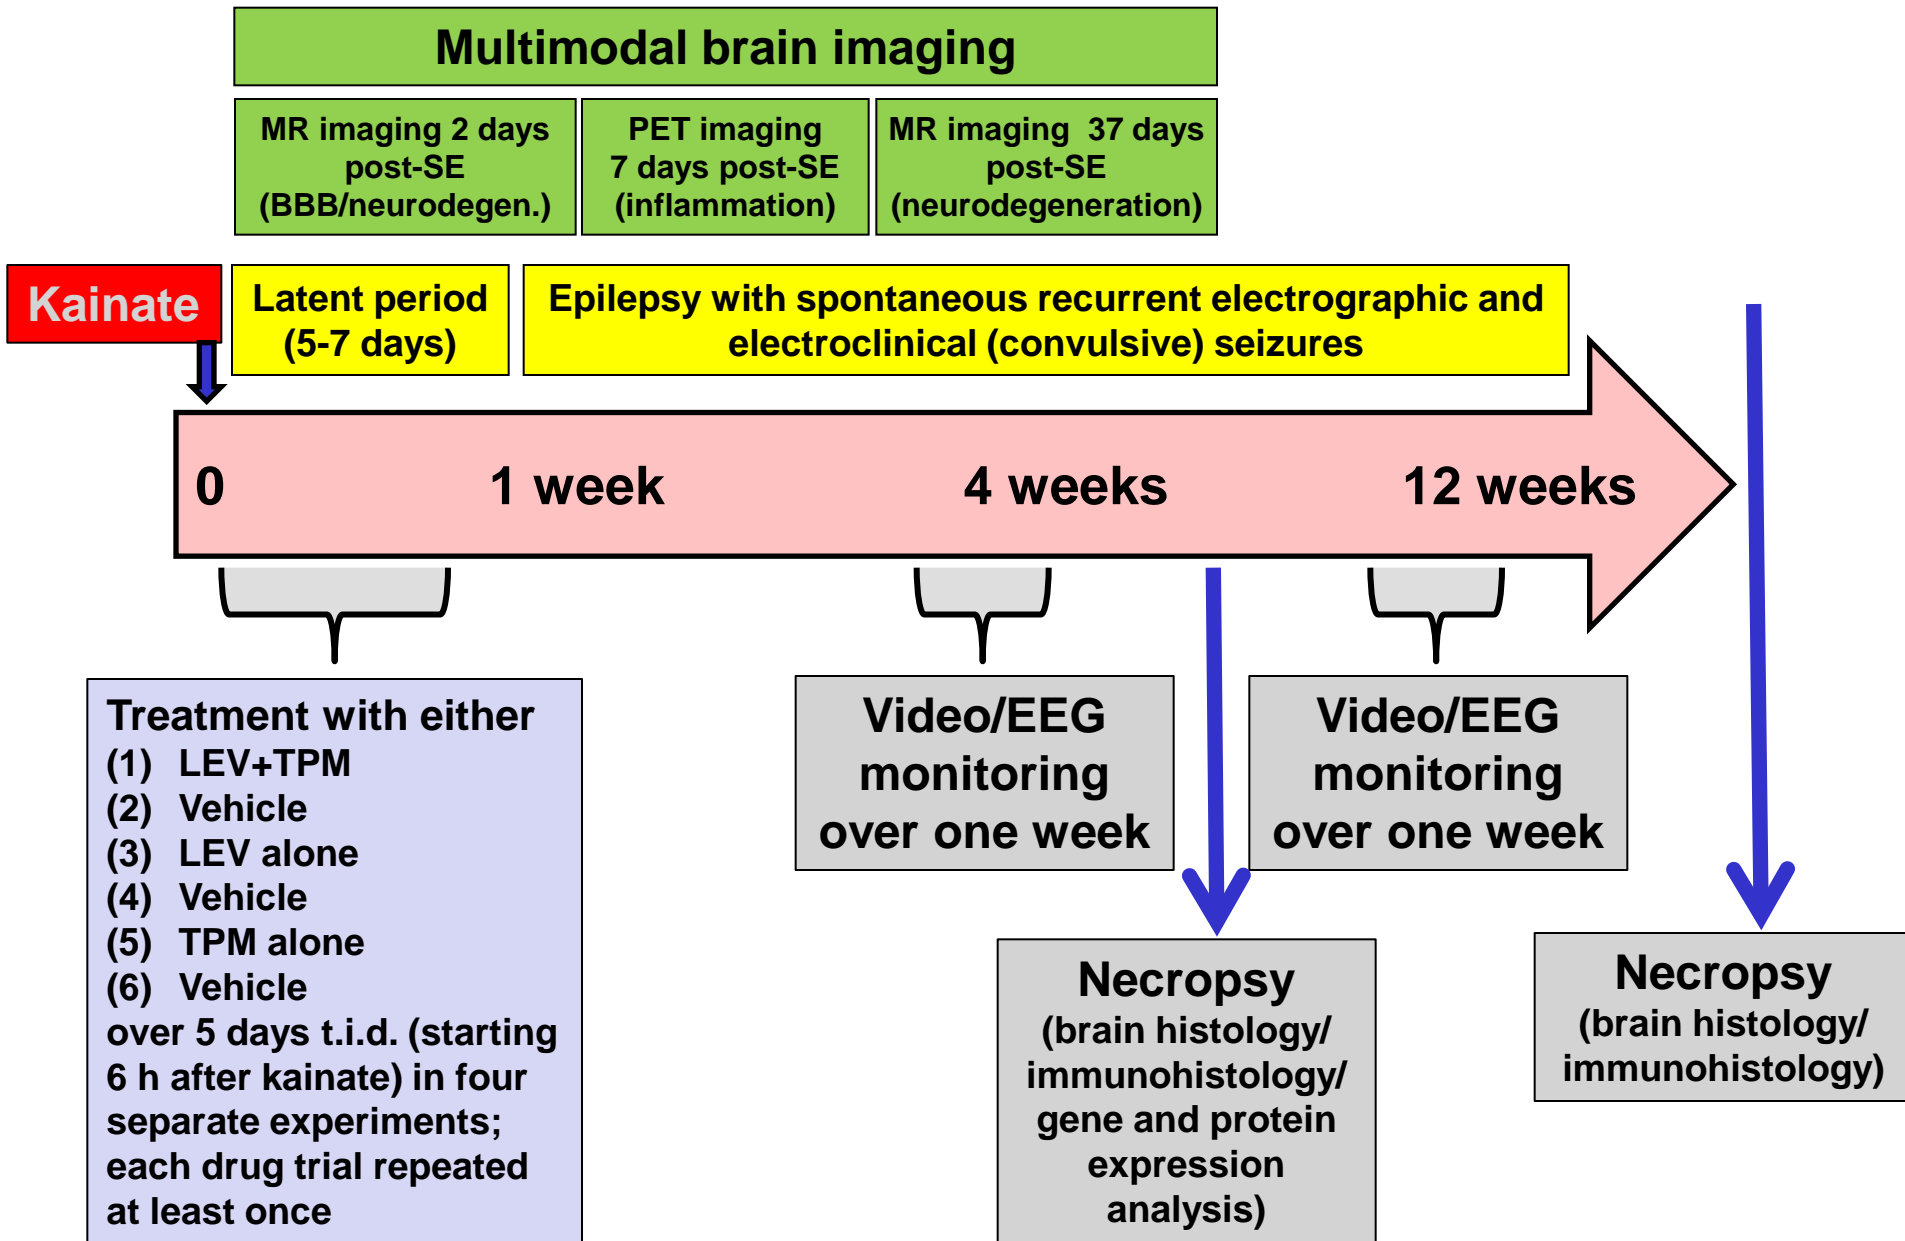 Multimodal brain imaging
MR imaging 2 days
post-SE
(BBB/neurodegen.)
PET imaging
7 days post-SE
(inflammation)
MR imaging 37 days
post-SE
(neurodegeneration)
Kainate
Latent period
(5-7 days)
Epilepsy with spontaneous recurrent electrographic and
electroclinical (convulsive) seizures
0
1 week
4 weeks
12 weeks
Treatment with either
(1) LEV+TPM
(2) Vehicle
(3) LEV alone
(4) Vehicle
(5) TPM alone
(6) Vehicle
over 5 days t.i.d. (starting
6 h after kainate) in four
separate experiments;
each drug trial repeated
at least once
Video/EEG
monitoring
over one week
Video/EEG
monitoring
over one week
Necropsy
(brain histology/
immunohistology/
gene and protein
expression
analysis)
Necropsy
(brain histology/
immunohistology)